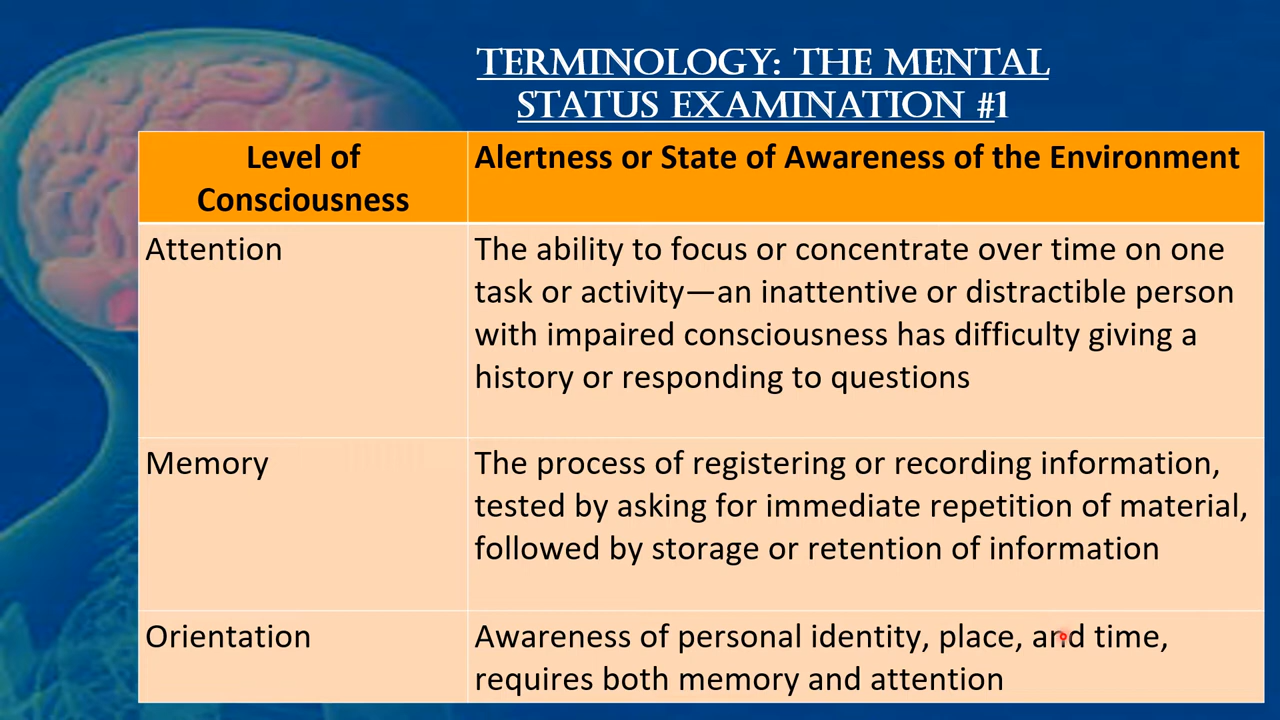 TERMINOLOGY: THE MENTAL
STATUS EXAMINATION #1
Level of
Consciousness
Alertness or State of Awareness of the Environment
Attention
The ability to focus or concentrate over time on one
task or activity—an inattentive or distractible person
with impaired consciousness has difficulty giving a
history or responding to questions
Memory
The process of registering or recording information,
tested by asking for immediate repetition of material,
followed by storage or retention of information
Orientation
Awareness of personal identity, place, and time,
requires both memory and attention